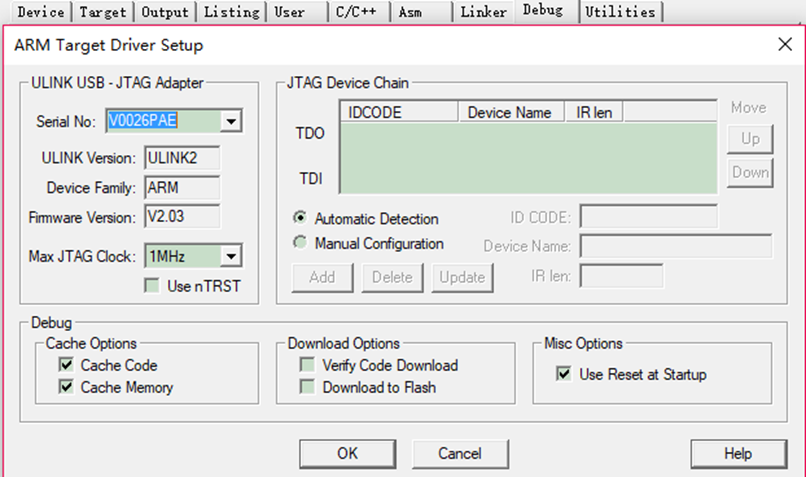 Device Target Output Listing User C/C++ Asm Linker Debug Utilities
ARM Target Driver Setup
ULINK USB - JTAG Adapter
Serial No: V0026PAE
ULINK Version: ULINK2
Device Family: ARM
Firmware Version: V2.03
Max JTAG Clock: 1MHz
Use nTRST
JTAG Device Chain
IDCODE Device Name IR len
Move
TDO
Up
TDI
Down
Automatic Detection
ID CODE:
Manual Configuration
Device Name:
Add Delete Update
IR len:
Debug
Cache Options
Cache Code
Cache Memory
Download Options
Verify Code Download
Download to Flash
Misc Options
Use Reset at Startup
OK Cancel Help